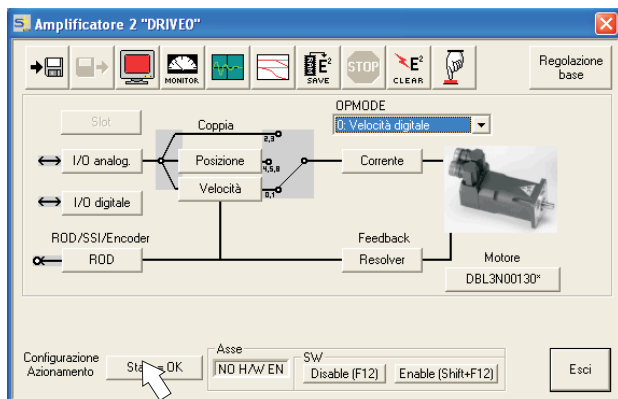 Amplificatore 2 "DRIVE0"
MONITOR
E²
SAVE
STOP
E²
CLEAR
Regolazione
base
Slot
Coppia
2,3
OPMODE
0: Velocità digitale
I/O analog.
Posizione
4,5,8
Corrente
Velocità
0,1
I/O digitale
ROD/SSI/Encoder
Feedback
ROD
Resolver
Motore
DBL3N00130*
Configurazione
Azionamento
OK
Asse
NO H/W EN
SW
Disable (F12)
Enable (Shift+F12)
Esci